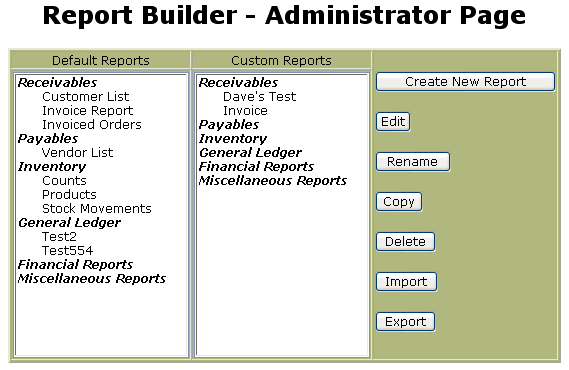 Report Builder - Administrator Page
Default Reports
Receivables
Customer List
Invoice Report
Invoiced Orders
Payables
Vendor List
Inventory
Counts
Products
Stock Movements
General Ledger
Test2
Test554
Financial Reports
Miscellaneous Reports
Custom Reports
Receivables
Dave's Test
Invoice
Payables
Inventory
General Ledger
Financial Reports
Miscellaneous Reports
Create New Report
Edit
Rename
Copy
Delete
Import
Export